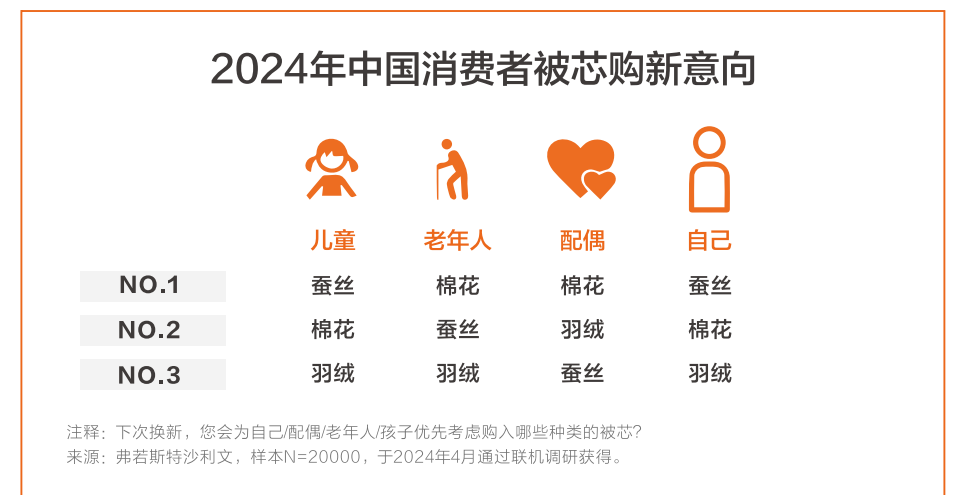 2024年中国消费者被芯购新意向
儿童 老年人 配偶 自己
NO.1 蚕丝 棉花 棉花 蚕丝
NO.2 棉花 蚕丝 羽绒 棉花
NO.3 羽绒 羽绒 蚕丝 羽绒
注释：下次换新，您会为自己/配偶/老年人/孩子优先考虑购入哪些种类的被芯？
来源：弗若斯特沙利文，样本N=20000，于2024年4月通过联机调研获得。